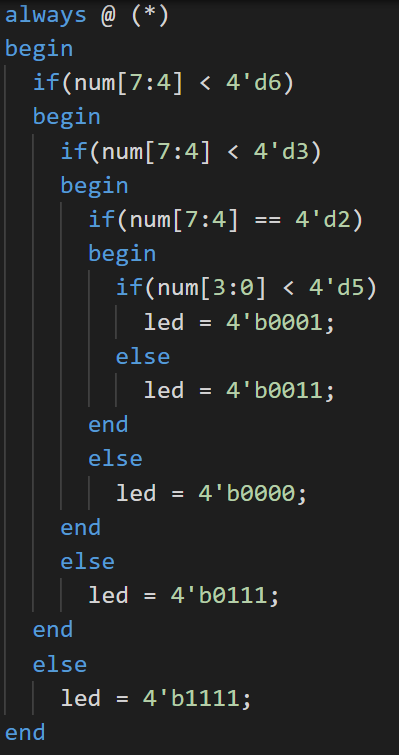 always @ (*)
begin
if(num[7:4] < 4'd6)
begin
if(num[7:4] < 4'd3)
begin
if(num[7:4] == 4'd2)
begin
if(num[3:0] < 4'd5)
led = 4'b0001;
else
led = 4'b0011;
end
else
led = 4'b0000;
end
else
led = 4'b0111;
end
else
led = 4'b1111;
end